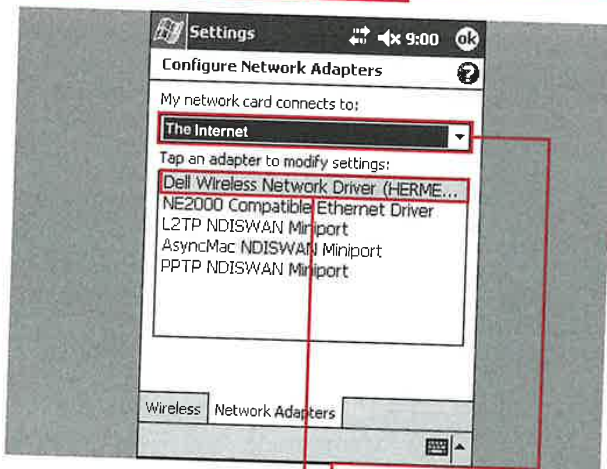 Settings 9:00 ok
Configure Network Adapters ?
My network card connects to:
The Internet
Tap an adapter to modify settings:
Dell Wireless Network Driver (HERME...
NE2000 Compatible Ethernet Driver
L2TP NDISWAN Miniport
AsyncMac NDISWAN Miniport
PPTP NDISWAN Miniport
Wireless Network Adapters